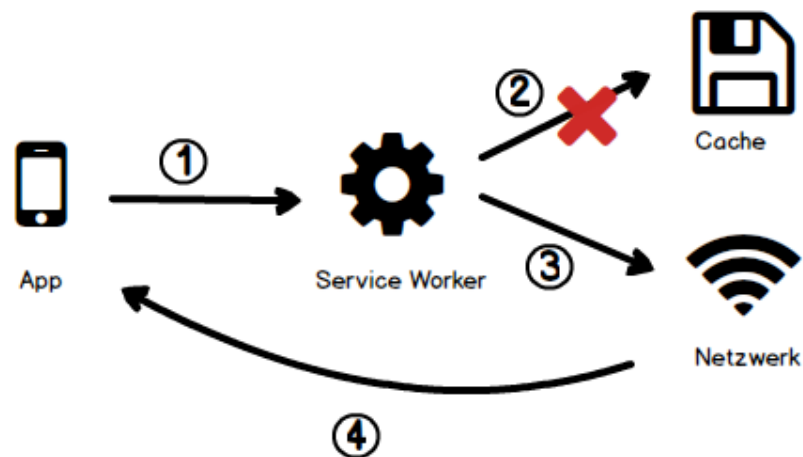 ①
②
Cache
App
Service Worker
③
Netzwerk
④